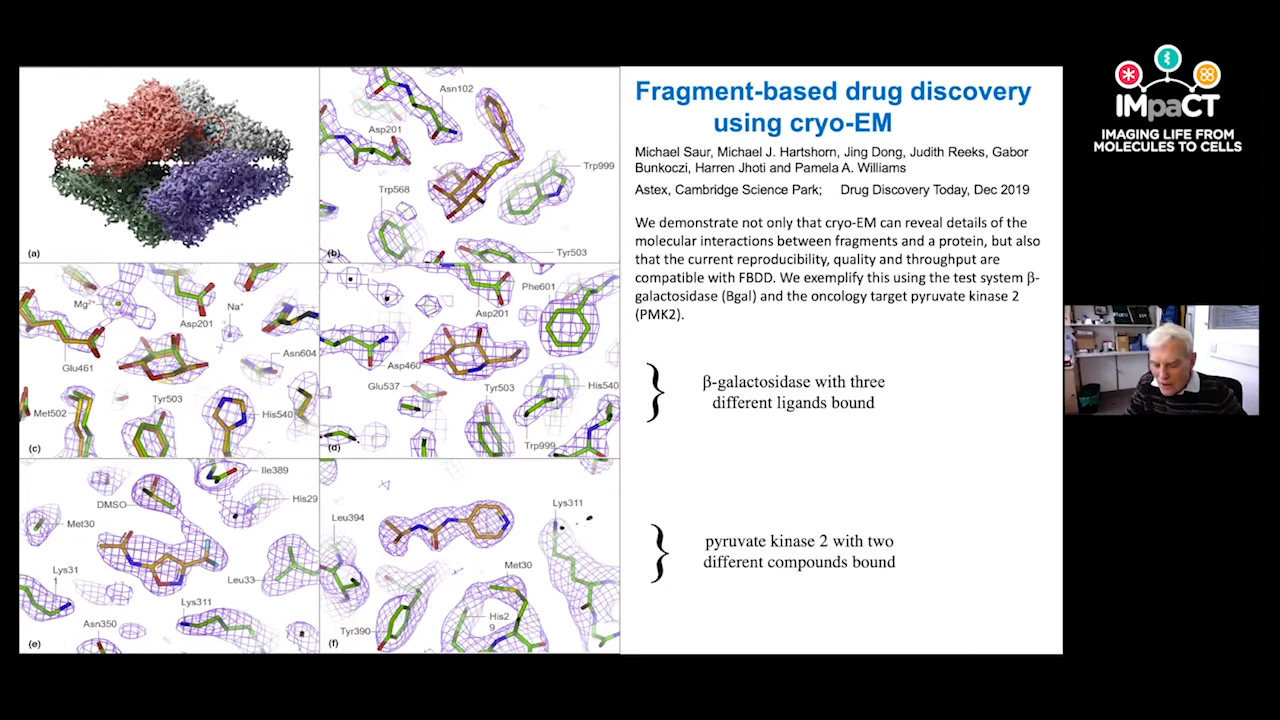 Fragment-based drug discovery
using cryo-EM
Michael Saur, Michael J. Hartshorn, Jing Dong, Judith Reeks, Gabor
Bunkoczi, Harren Jhoti and Pamela A. Williams
Astex, Cambridge Science Park; Drug Discovery Today, Dec 2019
We demonstrate not only that cryo-EM can reveal details of the
molecular interactions between fragments and a protein, but also
that the current reproducibility, quality and throughput are
compatible with FBDD. We exemplify this using the test system β-
galactosidase (Bgal) and the oncology target pyruvate kinase 2
(PMK2).
} β-galactosidase with three
different ligands bound
} pyruvate kinase 2 with two
different compounds bound
(a)
Asn102
Asp201
Trp999
Trp568
Tyr503
(b)
Mg2+
Asp201
Na+
Glu461
Asn604
Met502
Tyr503
His540
(c)
Phe601
Asp201
Asp460
Glu537
Tyr503
His540
Trp999
(d)
Ile389
DMSO
His29
Met30
Lys31
1
Leu33
Lys311
Asn350
(e)
Lys311
Leu394
Met30
His2
9
Tyr390
(f)
IMpaCT
IMAGING LIFE FROM
MOLECULES TO CELLS